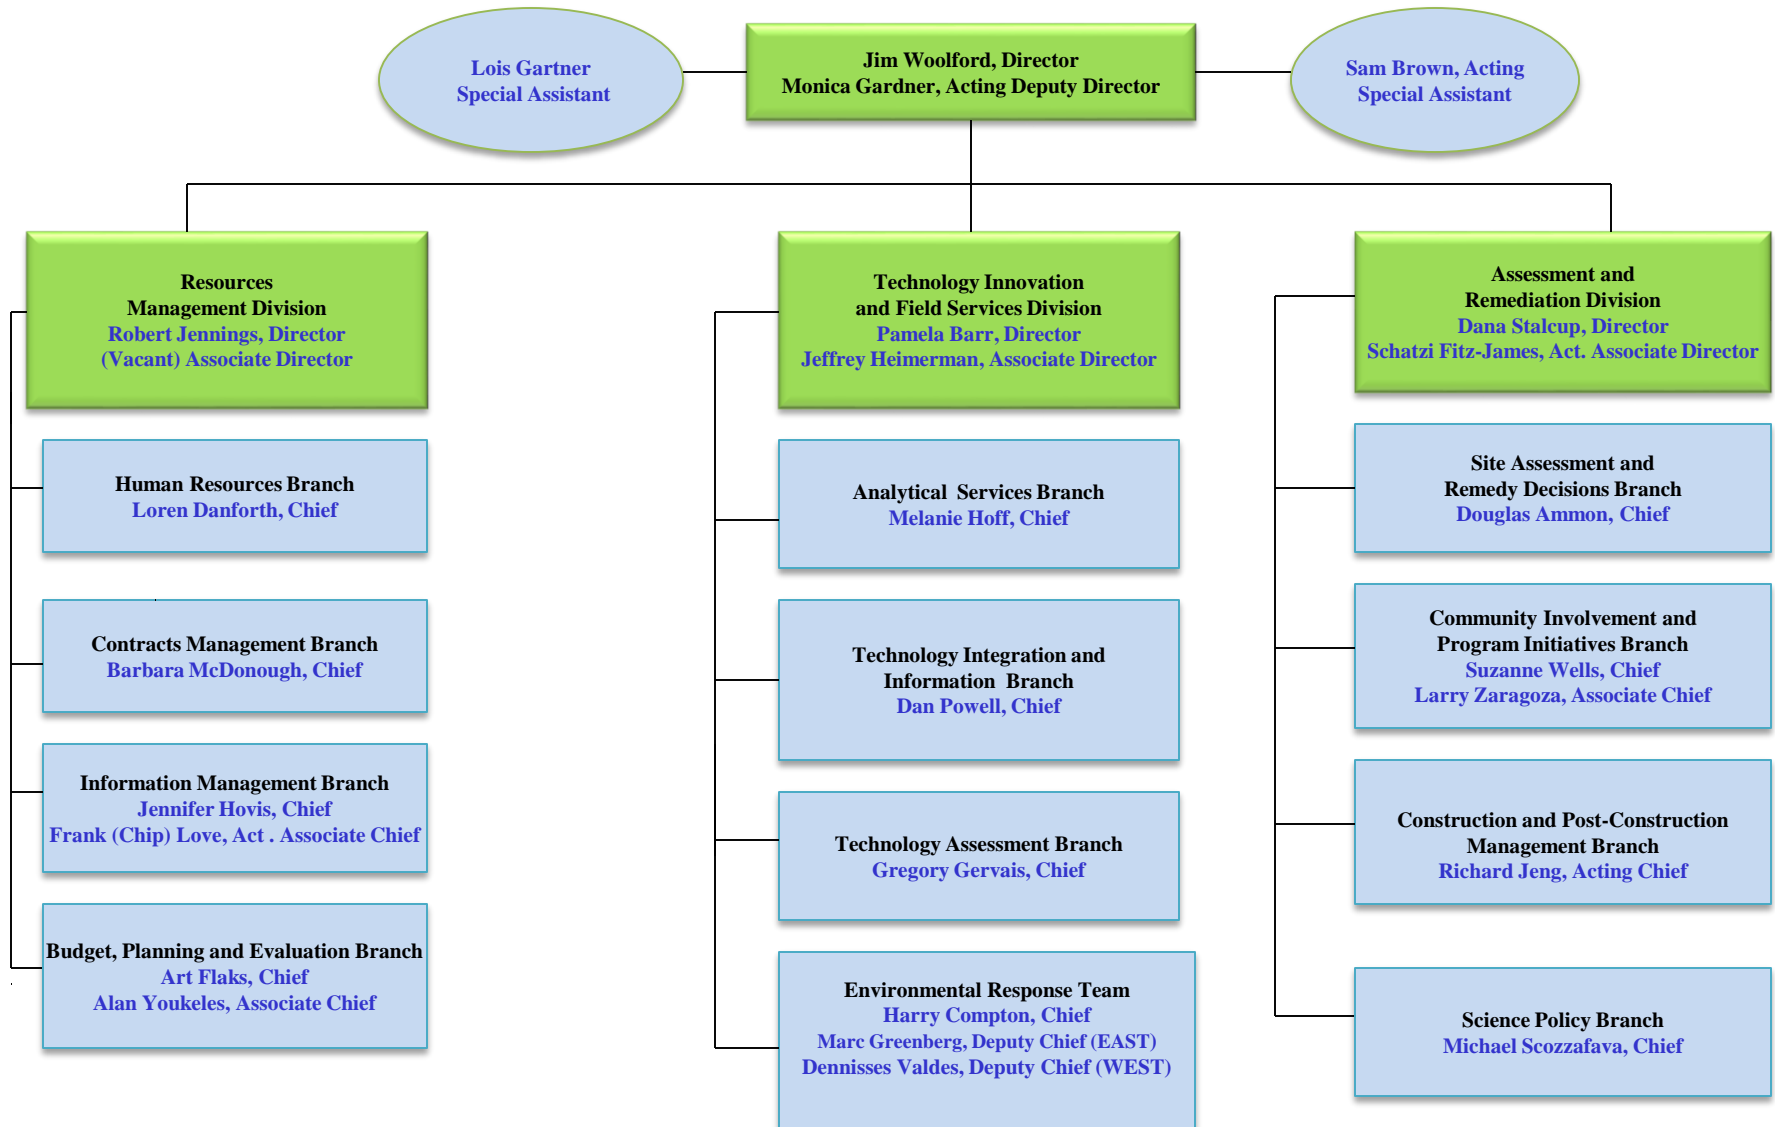 Lois Gartner
Special Assistant
Jim Woolford, Director
Monica Gardner, Acting Deputy Director
Sam Brown, Acting
Special Assistant
Resources
Management Division
Robert Jennings, Director
(Vacant) Associate Director
Human Resources Branch
Loren Danforth, Chief
Contracts Management Branch
Barbara McDonough, Chief
Information Management Branch
Jennifer Hovis, Chief
Frank (Chip) Love, Act . Associate Chief
Budget, Planning and Evaluation Branch
Art Flaks, Chief
Alan Youkeles, Associate Chief
Technology Innovation
and Field Services Division
Pamela Barr, Director
Jeffrey Heimerman, Associate Director
Analytical Services Branch
Melanie Hoff, Chief
Technology Integration and
Information Branch
Dan Powell, Chief
Technology Assessment Branch
Gregory Gervais, Chief
Environmental Response Team
Harry Compton, Chief
Marc Greenberg, Deputy Chief (EAST)
Dennisses Valdes, Deputy Chief (WEST)
Assessment and
Remediation Division
Dana Stalcup, Director
Schatzi Fitz-James, Act. Associate Director
Site Assessment and
Remedy Decisions Branch
Douglas Ammon, Chief
Community Involvement and
Program Initiatives Branch
Suzanne Wells, Chief
Larry Zaragoza, Associate Chief
Construction and Post-Construction
Management Branch
Richard Jeng, Acting Chief
Science Policy Branch
Michael Scozzafava, Chief